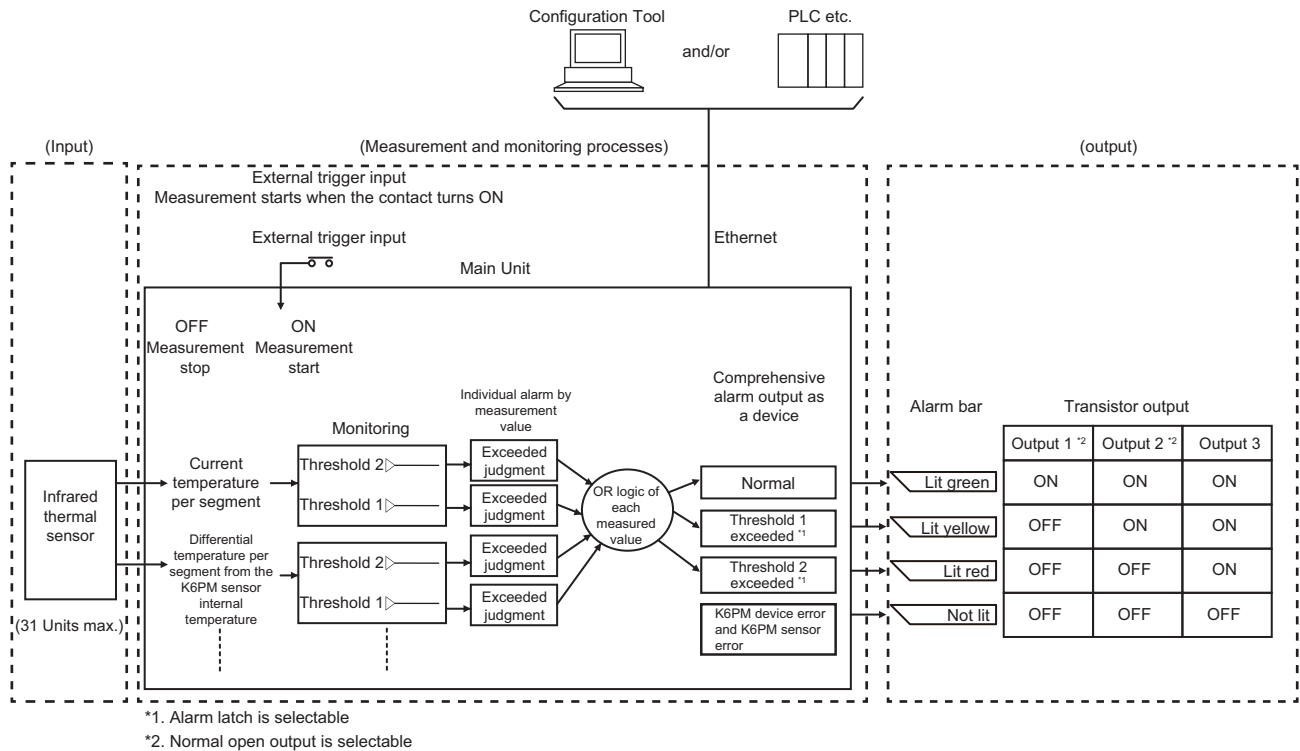 Configuration Tool
PLC etc.
and/or
(Input)
(Measurement and monitoring processes)
(output)
External trigger input
Measurement starts when the contact turns ON
External trigger input
Ethernet
Main Unit
OFF
Measurement
stop
ON
Measurement
start
Infrared
thermal
sensor
(31 Units max.)
Current
temperature
per segment
Differential
temperature per
segment from the
K6PM sensor
internal
temperature
Monitoring
Threshold 2
Threshold 1
Threshold 2
Threshold 1
Individual alarm by
measurement
value
Exceeded
judgment
Exceeded
judgment
Exceeded
judgment
Exceeded
judgment
OR logic of
each
measured
value
Comprehensive
alarm output as
a device
Normal
Threshold 1
exceeded *1
Threshold 2
exceeded *1
K6PM device error
and K6PM sensor
error
Alarm bar
Lit green
Lit yellow
Lit red
Not lit
Transistor output
Output 1 *2 Output 2 *2 Output 3
ON ON ON
OFF ON ON
OFF OFF ON
OFF OFF OFF
*1. Alarm latch is selectable
*2. Normal open output is selectable